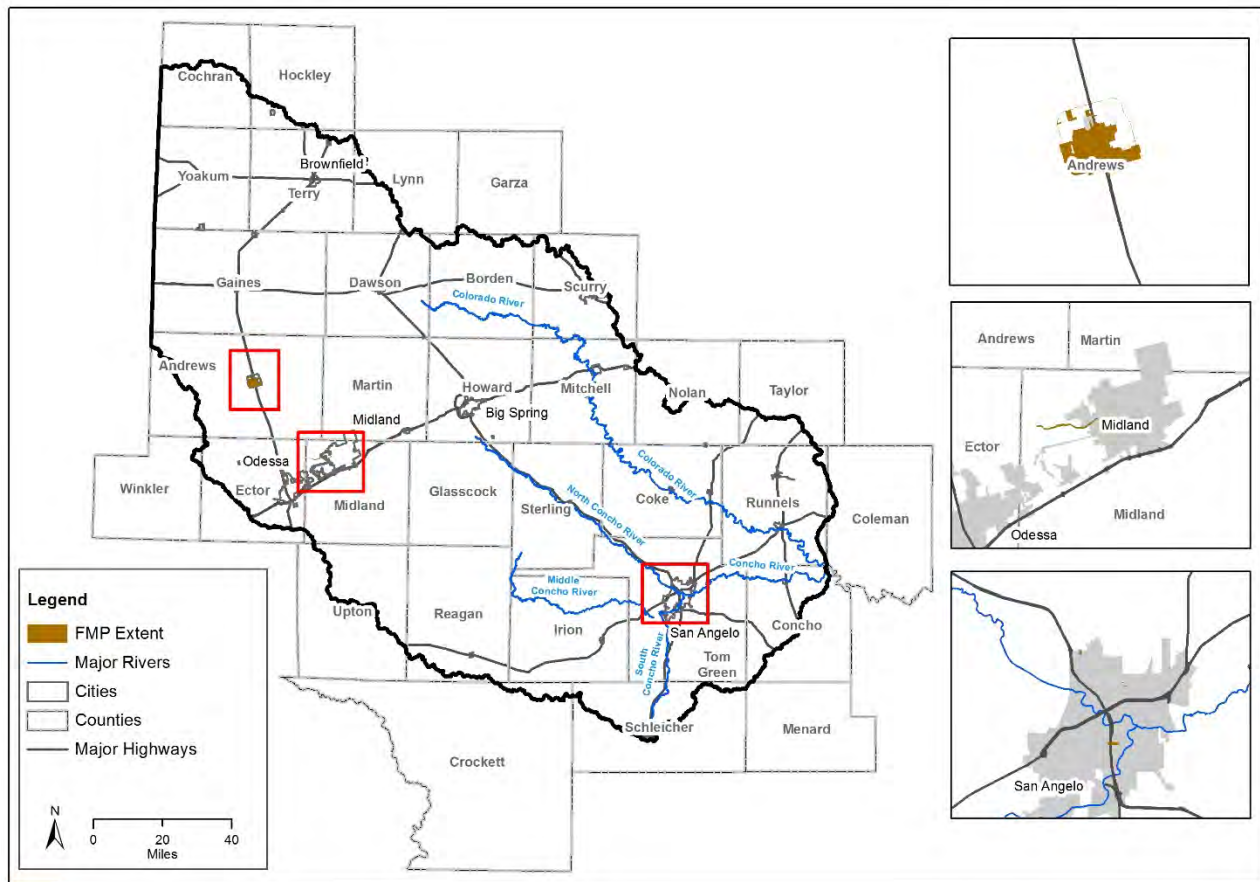 Cochran
Hockley
Brownfield
Yoakum
Terry
Lynn
Garza
Gaines
Dawson
Borden
Scurry
Colorado River
Andrews
Martin
Howard
Mitchell
Nolan
Taylor
Midland
Big Spring
Odessa
Winkler
Ector
Midland
Glasscock
Sterling
North Concho River
Coke
Colorado River
Runnels
Coleman
Middle
Concho River
Concho River
Upton
Reagan
Irion
San Angelo
Concho
South
Concho River
Tom
Green
Schleicher
Menard
Crockett
Legend
FMP Extent
Major Rivers
Cities
Counties
Major Highways
N
0 20 40
Miles
Andrews
Andrews
Martin
Midland
Ector
Odessa
Midland
San Angelo